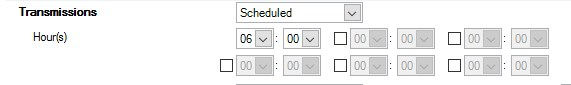 Transmissions Scheduled
Hour(s) 06 : 00 00 : 00 00 : 00
00 : 00 00 : 00 00 : 00